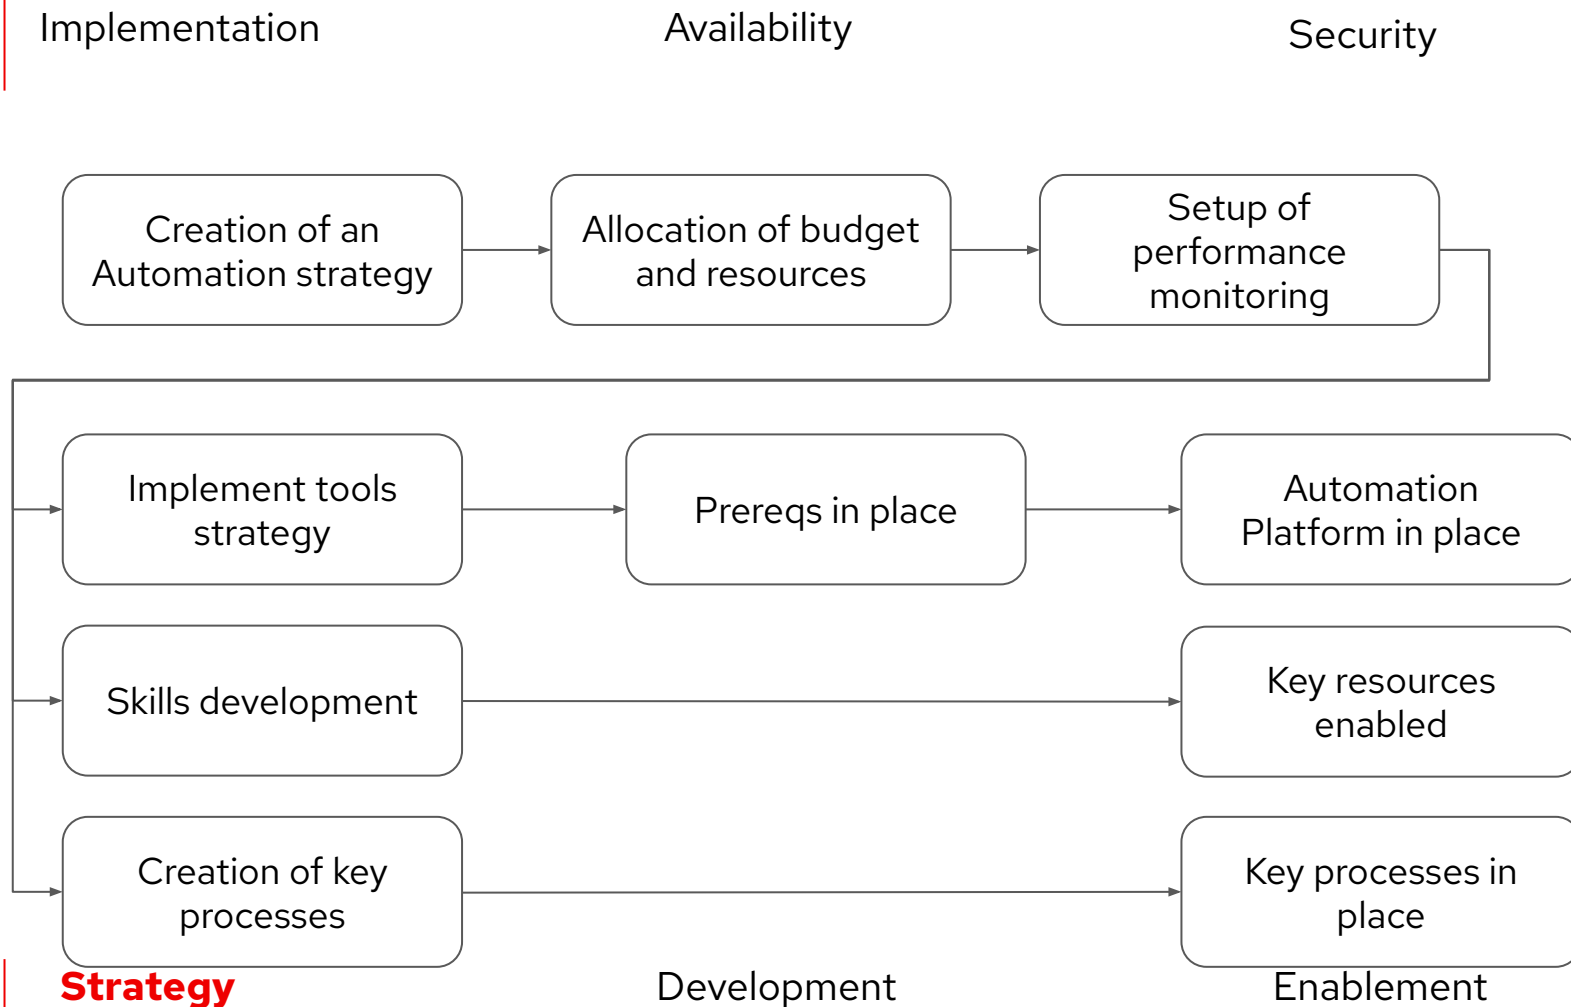 Implementation
Availability
Security
Creation of an
Automation strategy
Allocation of budget
and resources
Setup of
performance
monitoring
Implement tools
strategy
Prereqs in place
Automation
Platform in place
Skills development
Key resources
enabled
Creation of key
processes
Key processes in
place
Strategy
Development
Enablement